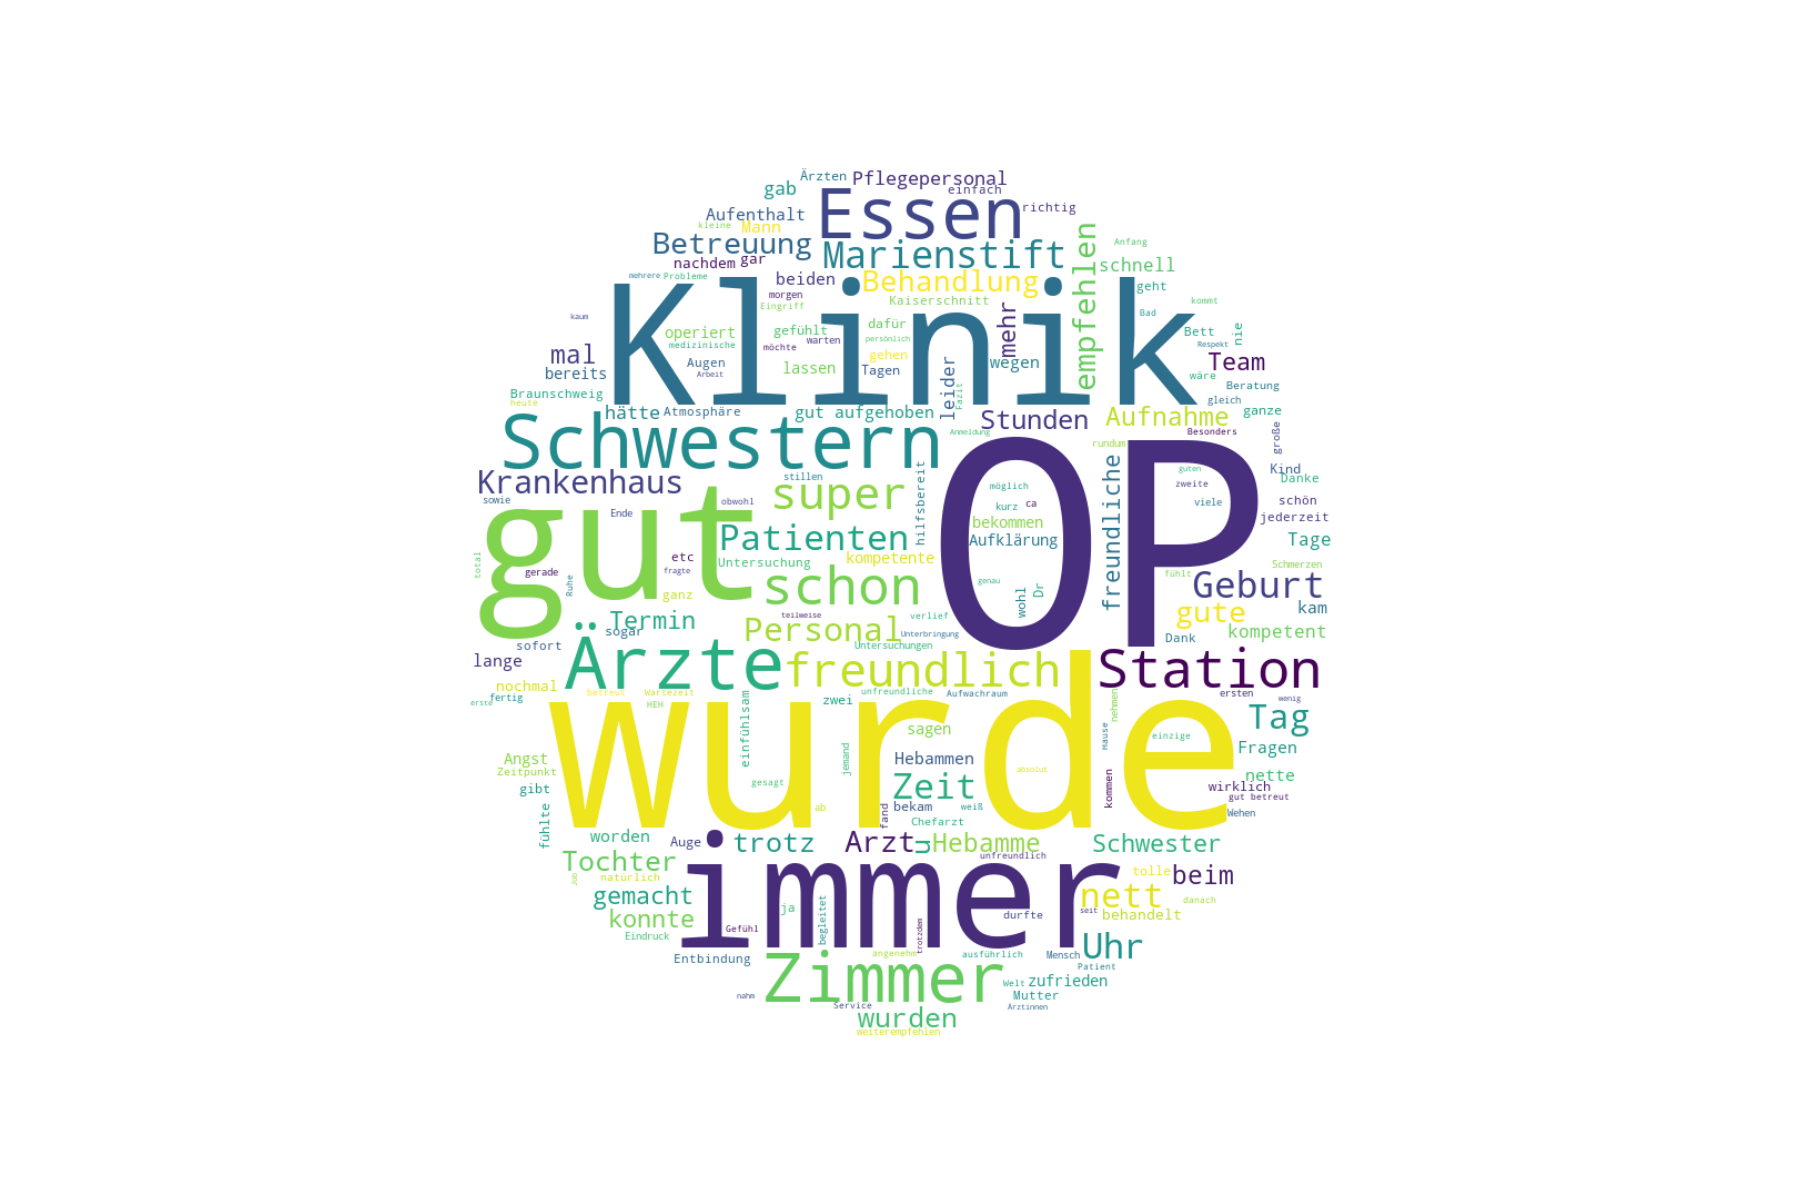 Ärzten
Pflegepersonal
einfach
gab
Essen
richtig
Aufenthalt
kleine
Mann
Betreuung
Marienstift
empfehlen
Anfang
nachdem
gar
schnell
mehrere
Probleme
beiden
Behandlung
geht
morgen
Kaiserschnitt
mehr
kommt
Eingriff
Klinik
Bad
kaum
operiert
gefühlt
dafür
Bett
nie
medizinische
möchte
warten
persönlich
Respekt
mal
Augen
gehen
wegen
Team
bereits
Arbeit
lassen
Tagen
leider
wäre
Braunschweig
Fazit
Beratung
heute
gleich
hätte
Atmosphäre
gut aufgehoben
Stunden
Aufnahme
ganze
Schwestern
Anmeldung
Besonders
große
rundum
OP
Krankenhaus
stillen
super
hilfsbereit
freundliche
guten
Kind
Danke
sowie
gut
obwohl
möglich
zweite
schön
Ende
kurz
ca
viele
bekommen
jederzeit
Patienten
Aufklärung
Tage
total
etc
Untersuchung
kompetente
Schmerzen
gerade
fragte
schon
genau
fühlt
Geburt
Ruhe
ganz
wohl
Dr
kam
Termin
teilweise
verlief
gute
sogar
Personal
Unterbringung
Dank
kompetent
sofort
Untersuchungen
lange
Ärzte
freundlich
Station
nochmal
betreut
Wartezeit
unfreundliche
Aufwachraum
ersten
wenig
erste
fertig
HEH
zwei
nehmen
wurde
einfühlsam
sagen
Hause
einzige
Tag
Angst
jemand
Hebammen
Fragen
Zeitpunkt
gesagt
absolut
nette
gibt
Zeit
kommen
wirklich
gut betreut
fühlte
ab
fand
bekam
weiß
Wehen
Chefarzt
worden
Auge
trotz
Arzt
u
Hebamme
Schwester
Tochter
unfreundlich
immer
Job
natürlich
tolle
beim
gemacht
nett
danach
konnte
ja
begleitet
durfte
seit
behandelt
Eindruck
Gefühl
trotzdem
Uhr
Entbindung
angenehm
ausführlich
Mensch
Patient
Zimmer
Welt
zufrieden
nahm
Mutter
Service
Ärztinnen
wurden
weiterempfehlen